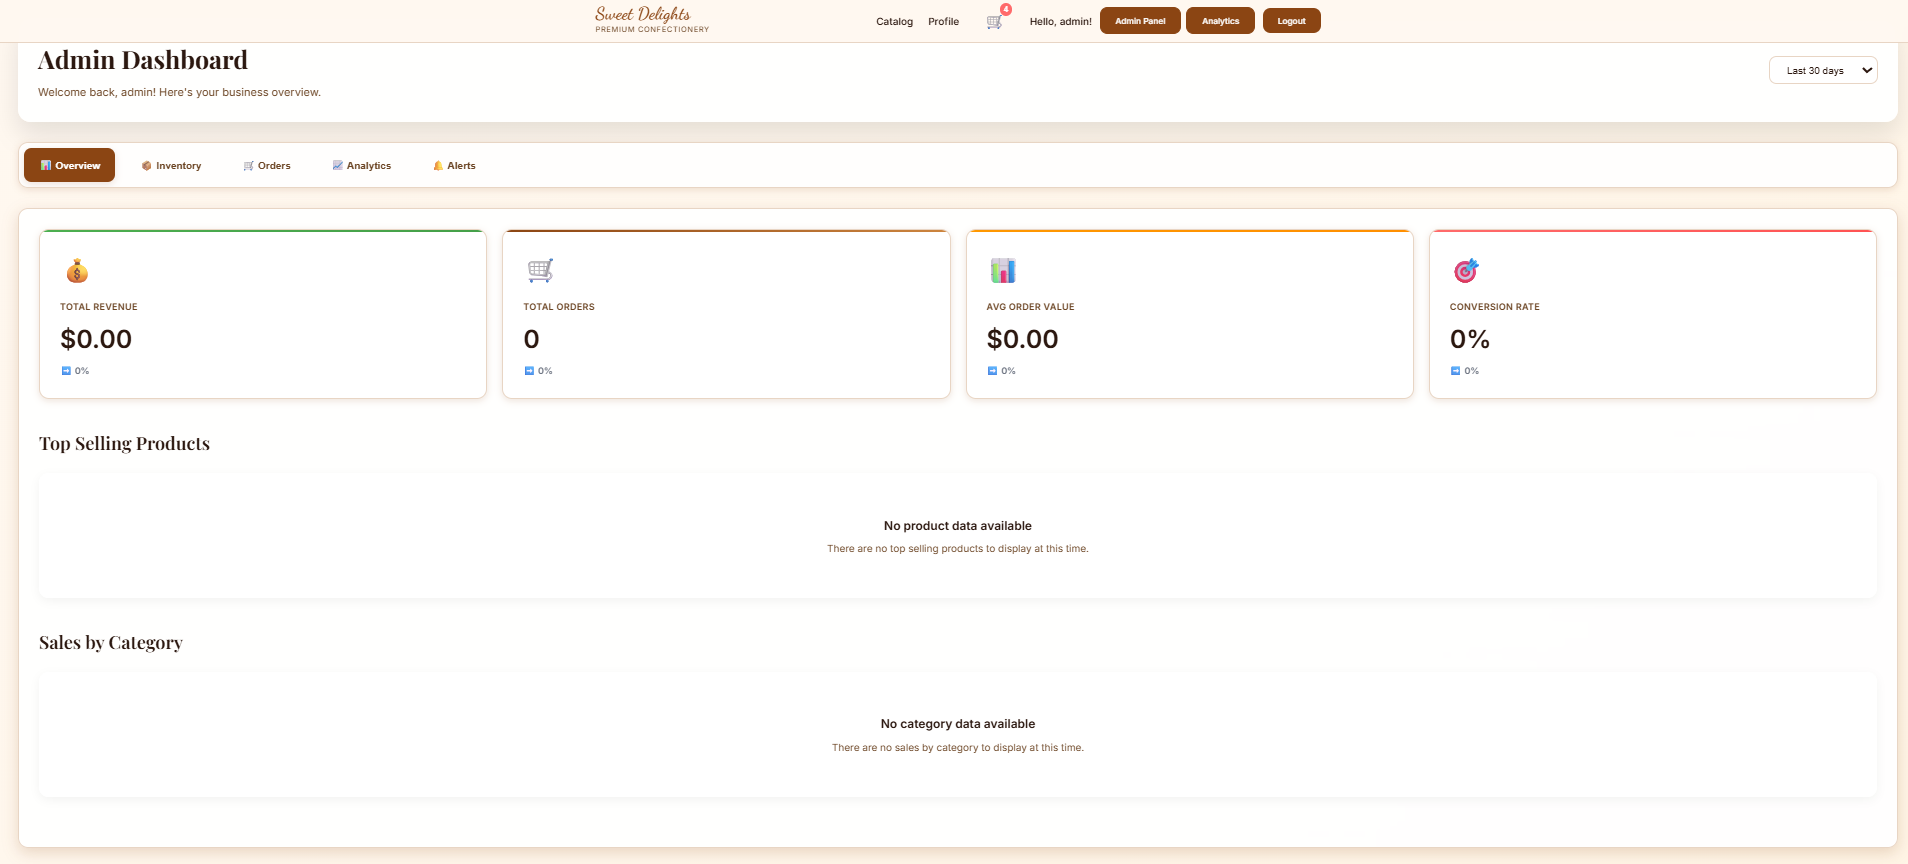 Sweet Delights
PREMIUM CONFECTIONERY
Catalog
Profile
4
Hello, admin!
Admin Panel
Analytics
Logout
Admin Dashboard
Welcome back, admin! Here's your business overview.
Last 30 days
Overview
Inventory
Orders
Analytics
Alerts
TOTAL REVENUE
$0.00
0%
TOTAL ORDERS
0
0%
AVG ORDER VALUE
$0.00
0%
CONVERSION RATE
0%
0%
Top Selling Products
No product data available
There are no top selling products to display at this time.
Sales by Category
No category data available
There are no sales by category to display at this time.